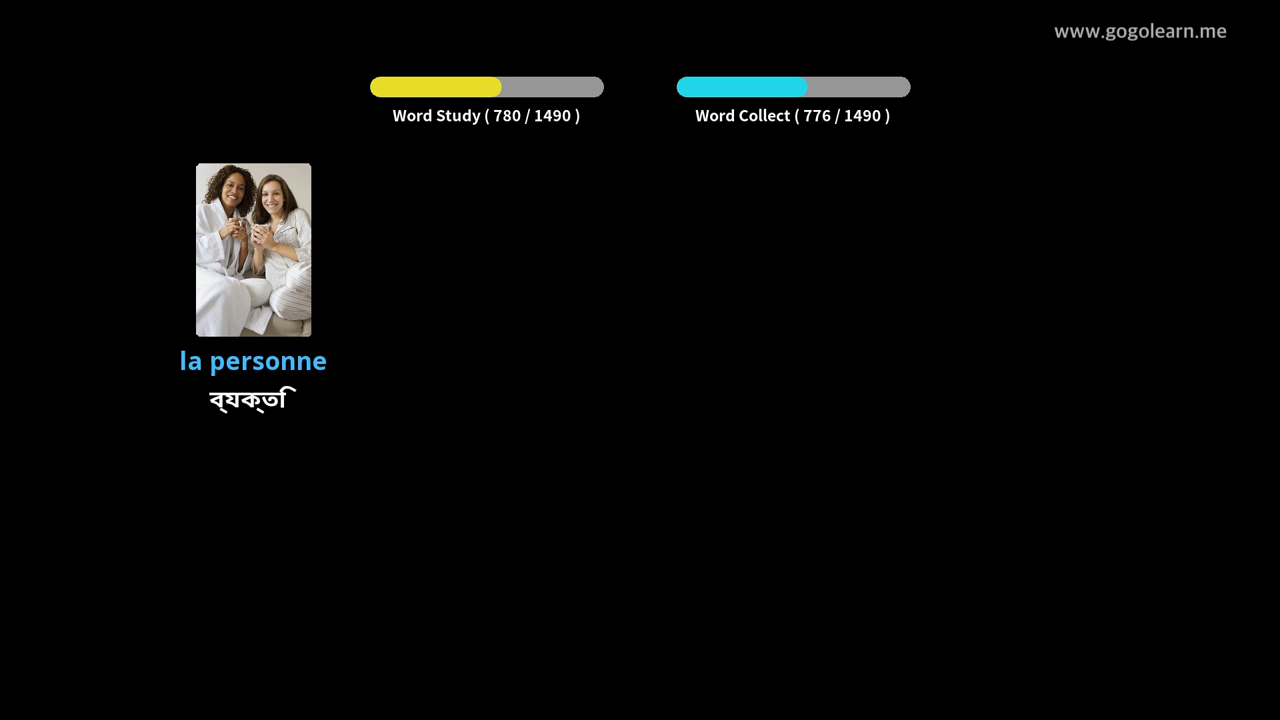 www.gogolearn.me
Word Study ( 780 / 1490 )
Word Collect ( 776 / 1490 )
la personne
ব্যক্তি